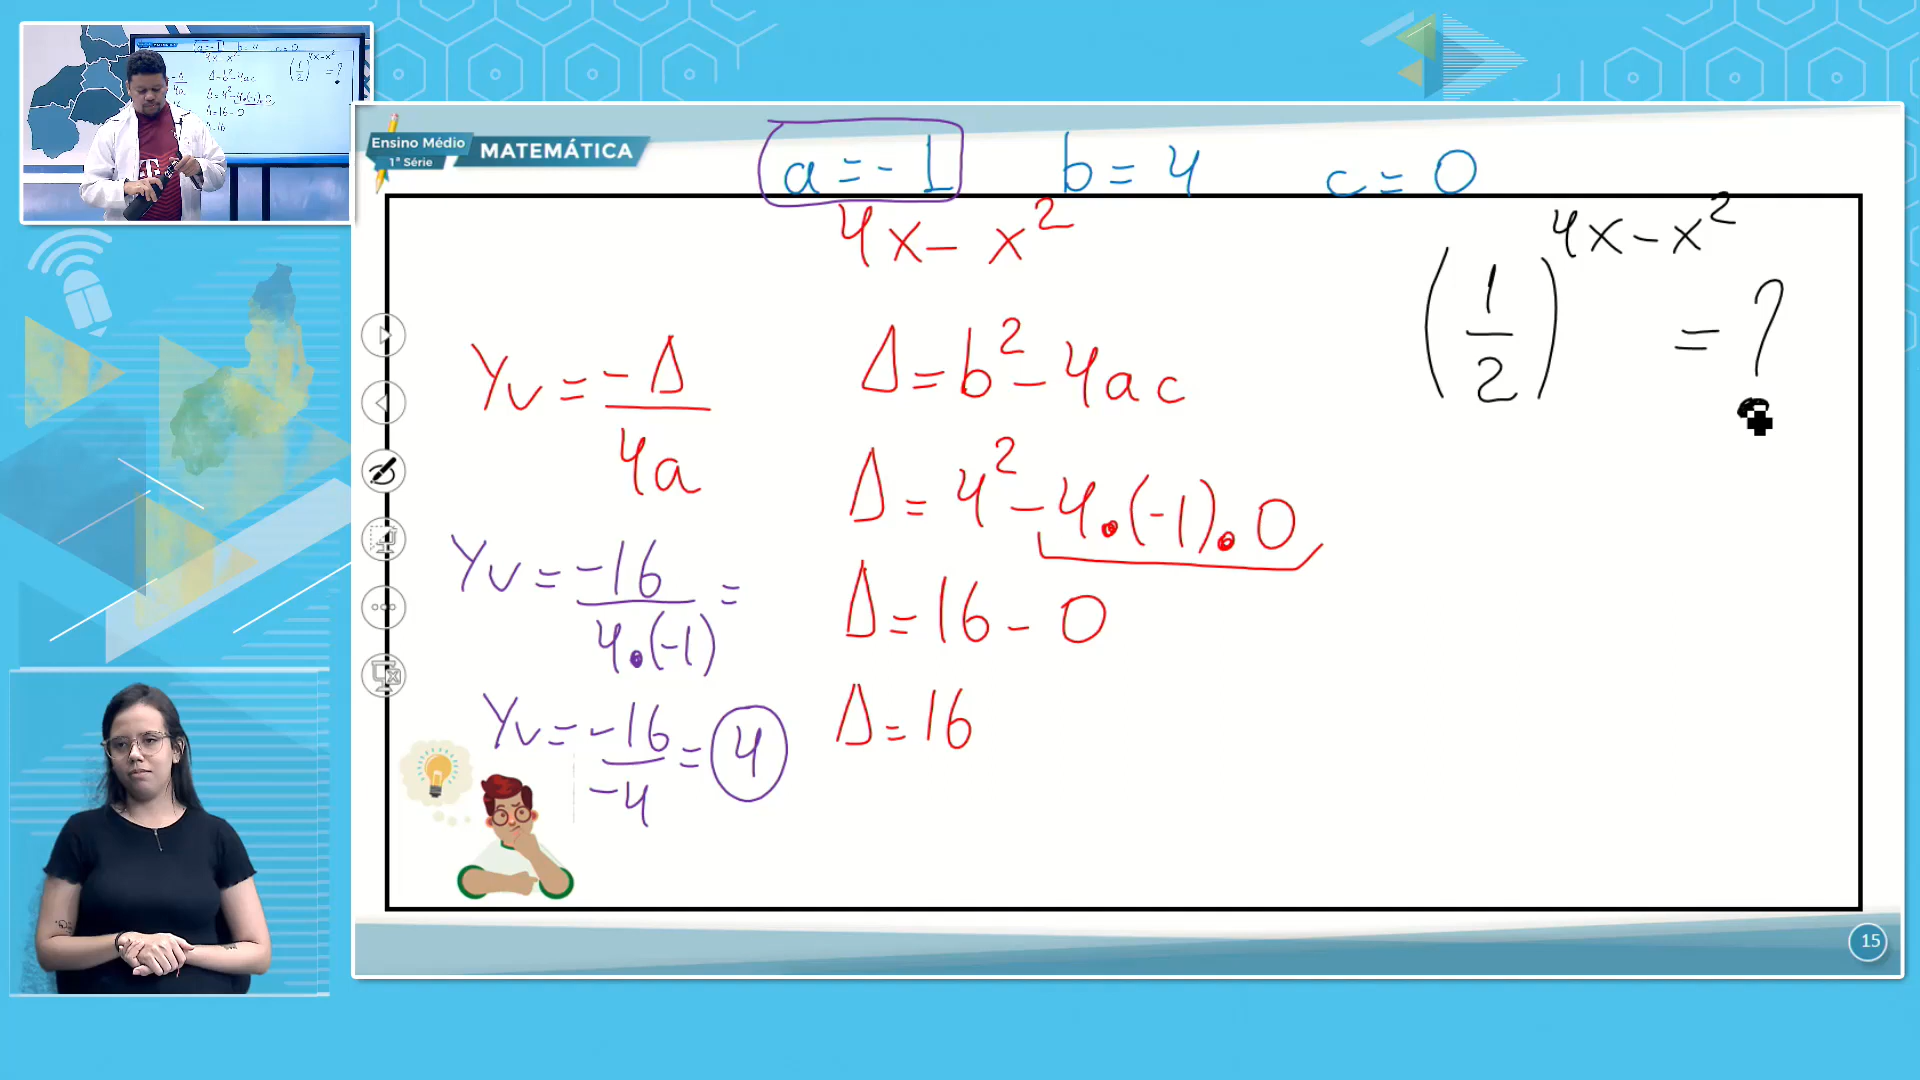 Ensino Médio
1ª Série
MATEMÁTICA
a = - 1   b = 4   c = 0
4x - x²
(1/2)^(4x - x²) = ?
Yv = -Δ/4a
Δ = b² - 4ac
Δ = 4² - 4.(-1).0
Yv = -16/4.(-1) =
Δ = 16 - 0
Yv = -16/-4 = 4
Δ = 16
15